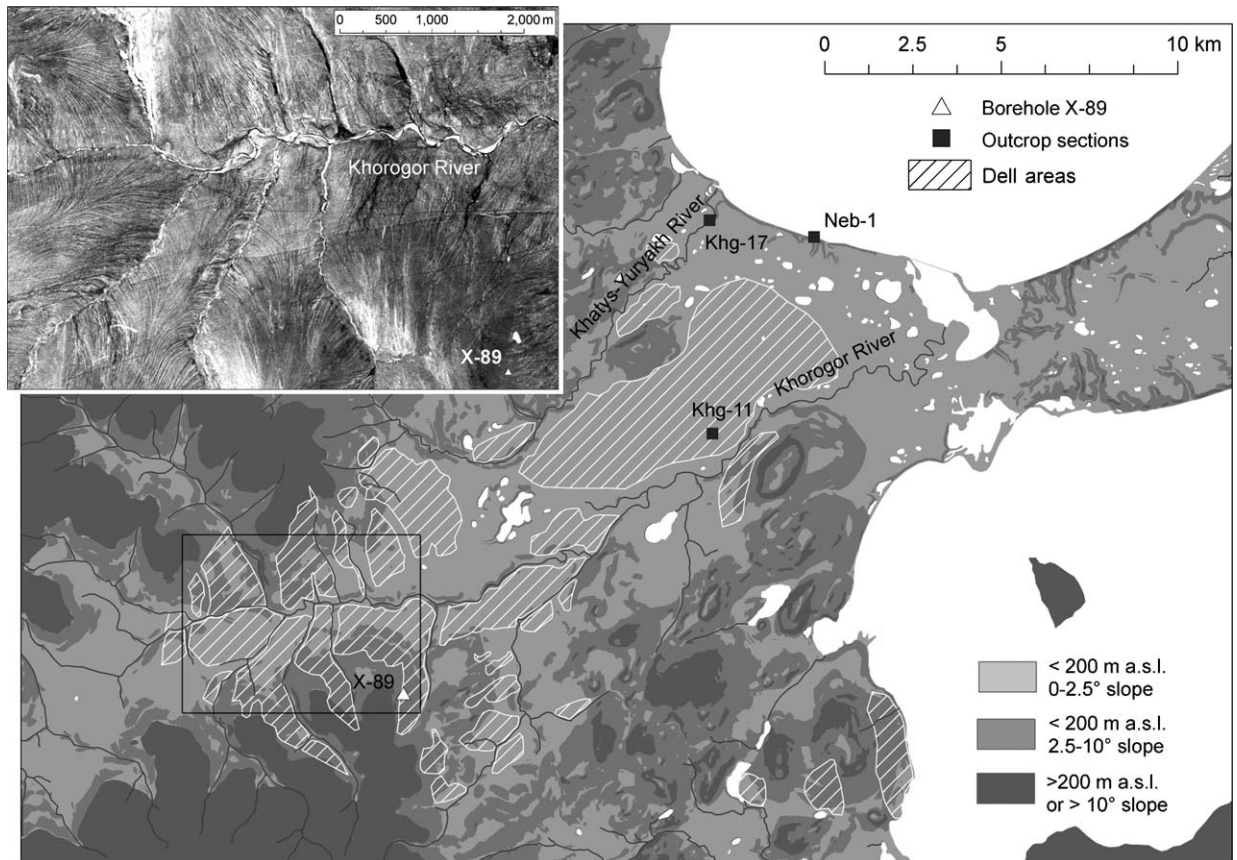 0 500 1,000 2,000 m
Khorogor River
X-89
0 2.5 5 10 km
Borehole X-89
Outcrop sections
Dell areas
Khatys-Yuryakh River
Khg-17
Neb-1
Khorogor River
Khg-11
X-89
< 200 m a.s.l.
0-2.5° slope
< 200 m a.s.l.
2.5-10° slope
>200 m a.s.l.
or > 10° slope